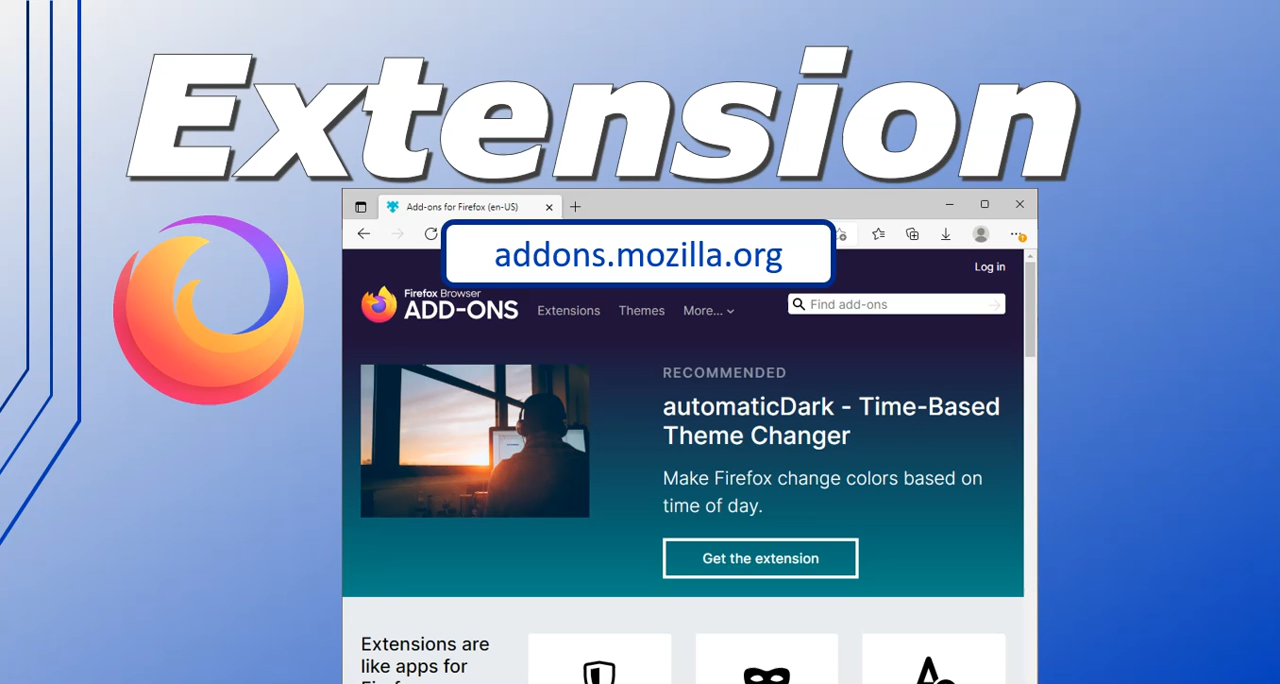 Extension
Add-ons for Firefox (en-US)
addons.mozilla.org
Log in
Firefox Browser
ADD-ONS
Extensions
Themes
More...
Find add-ons
RECOMMENDED
automaticDark - Time-Based
Theme Changer
Make Firefox change colors based on
time of day.
Get the extension
Extensions are
like apps for